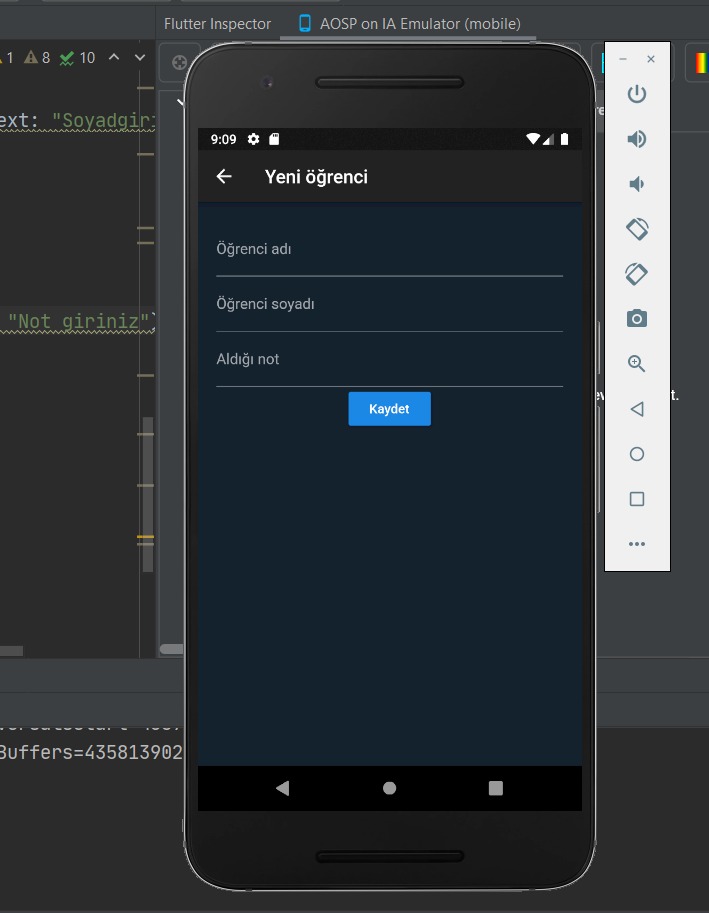 Flutter Inspector
AOSP on IA Emulator (mobile)
1 8 10
ext: "Soyadgiri
"Not giriniz"
Buffers=435813902
9:09
Yeni öğrenci
Öğrenci adı
Öğrenci soyadı
Aldığı not
Kaydet
t.